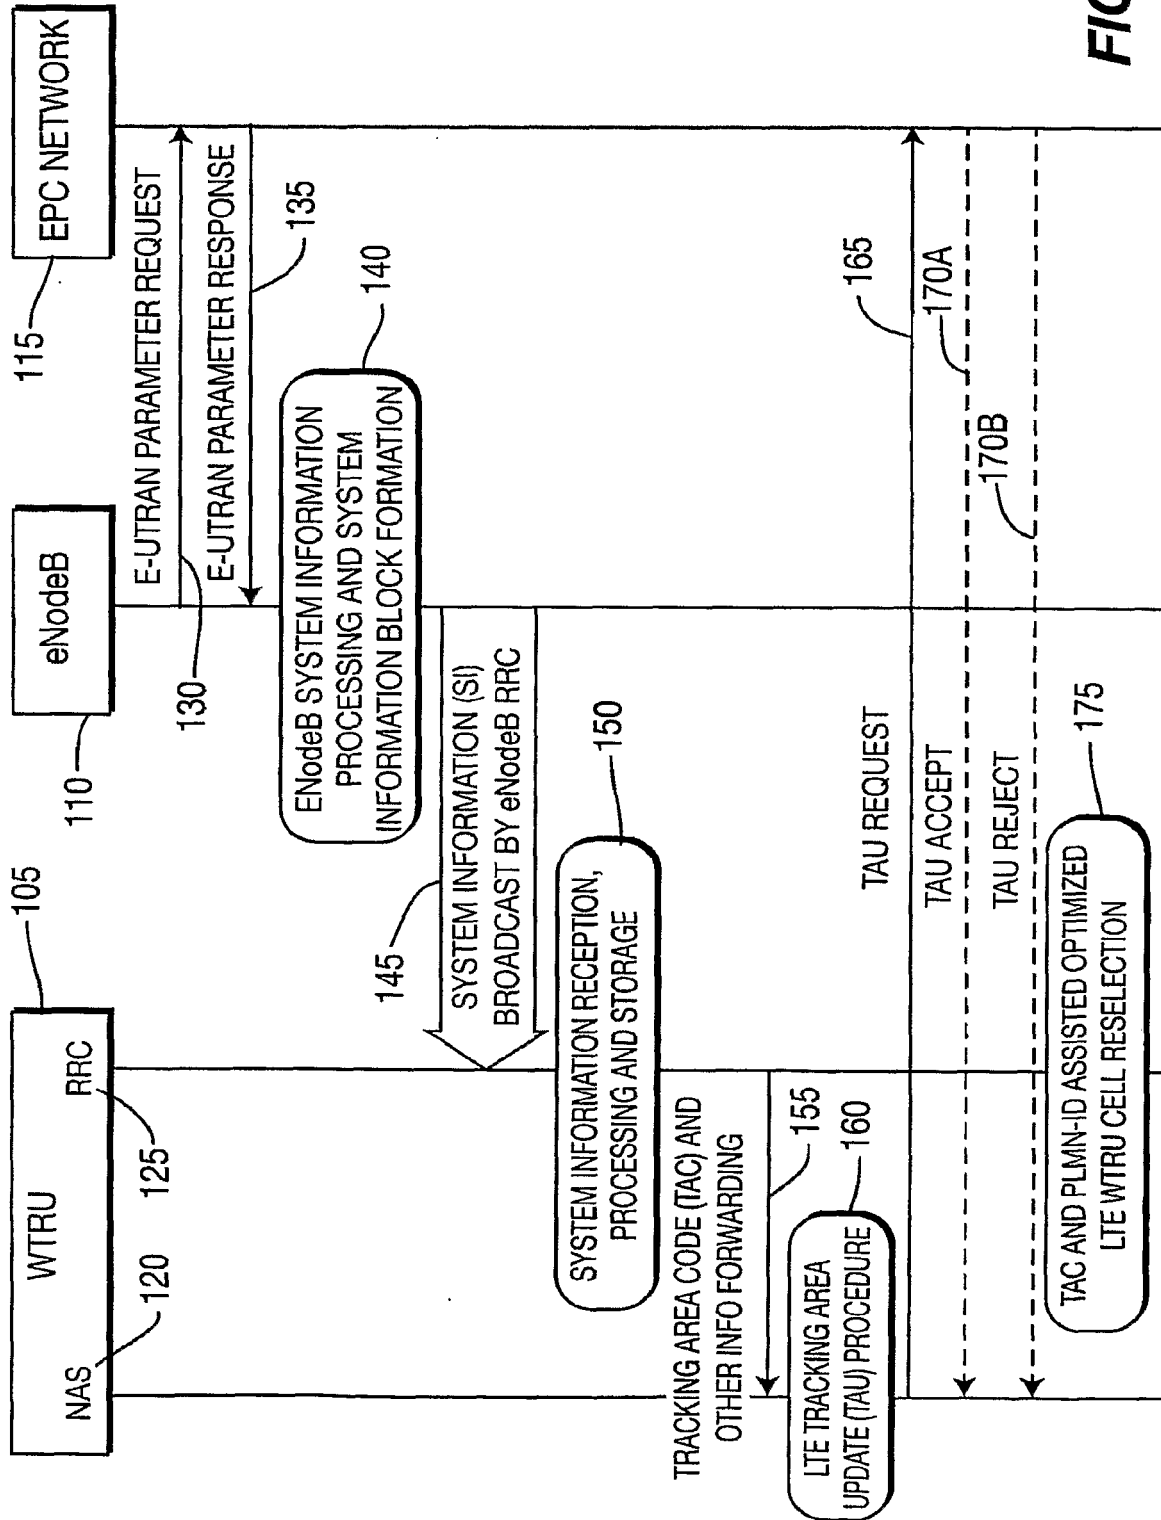 115
EPC NETWORK
110
eNodeB
105
WTRU
NAS
RRC
120
125
E-UTRAN PARAMETER REQUEST
130
E-UTRAN PARAMETER RESPONSE
135
140
ENodeB SYSTEM INFORMATION
PROCESSING AND SYSTEM
INFORMATION BLOCK FORMATION
145
SYSTEM INFORMATION (SI)
BROADCAST BY eNodeB RRC
150
SYSTEM INFORMATION RECEPTION,
PROCESSING AND STORAGE
TRACKING AREA CODE (TAC) AND
OTHER INFO FORWARDING
155
160
LTE TRACKING AREA
UPDATE (TAU) PROCEDURE
TAU REQUEST
165
TAU ACCEPT
170A
TAU REJECT
170B
175
TAC AND PLMN-ID ASSISTED OPTIMIZED
LTE WTRU CELL RESELECTION